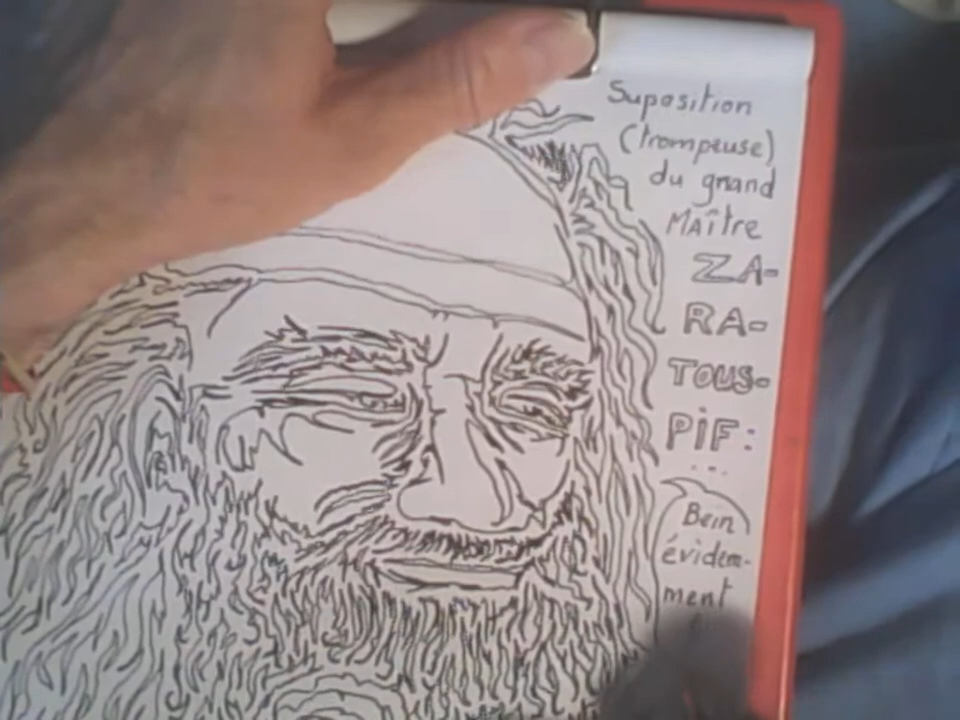 Suposition
(trompeuse)
du grand
MAître
ZA-
RA-
TOUS-
PiF:
...
Bein
évidem-
ment